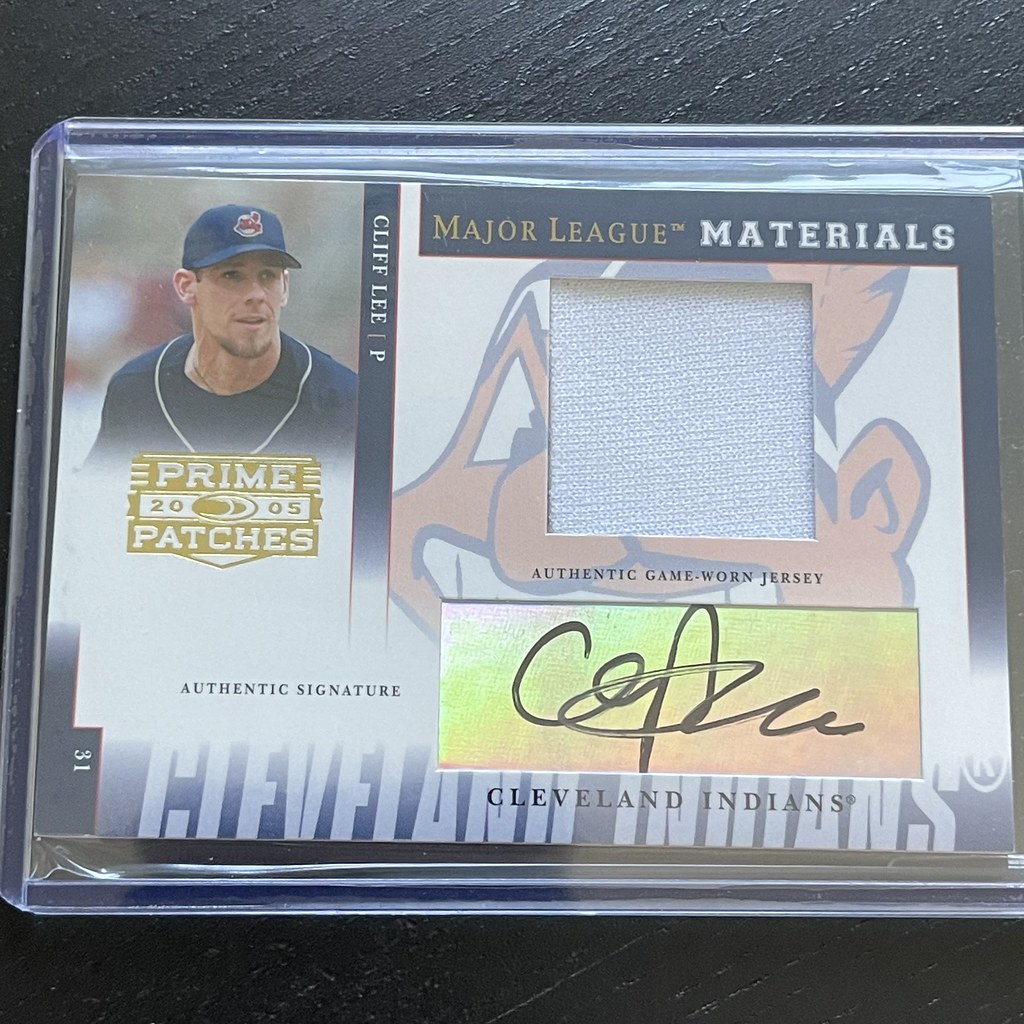 MAJOR LEAGUE™ MATERIALS
CLIFF LEE | P
PRIME
20 05
PATCHES
AUTHENTIC GAME-WORN JERSEY
AUTHENTIC SIGNATURE
31
CLEVELAND INDIANS®
CLEVELAND INDIANS®